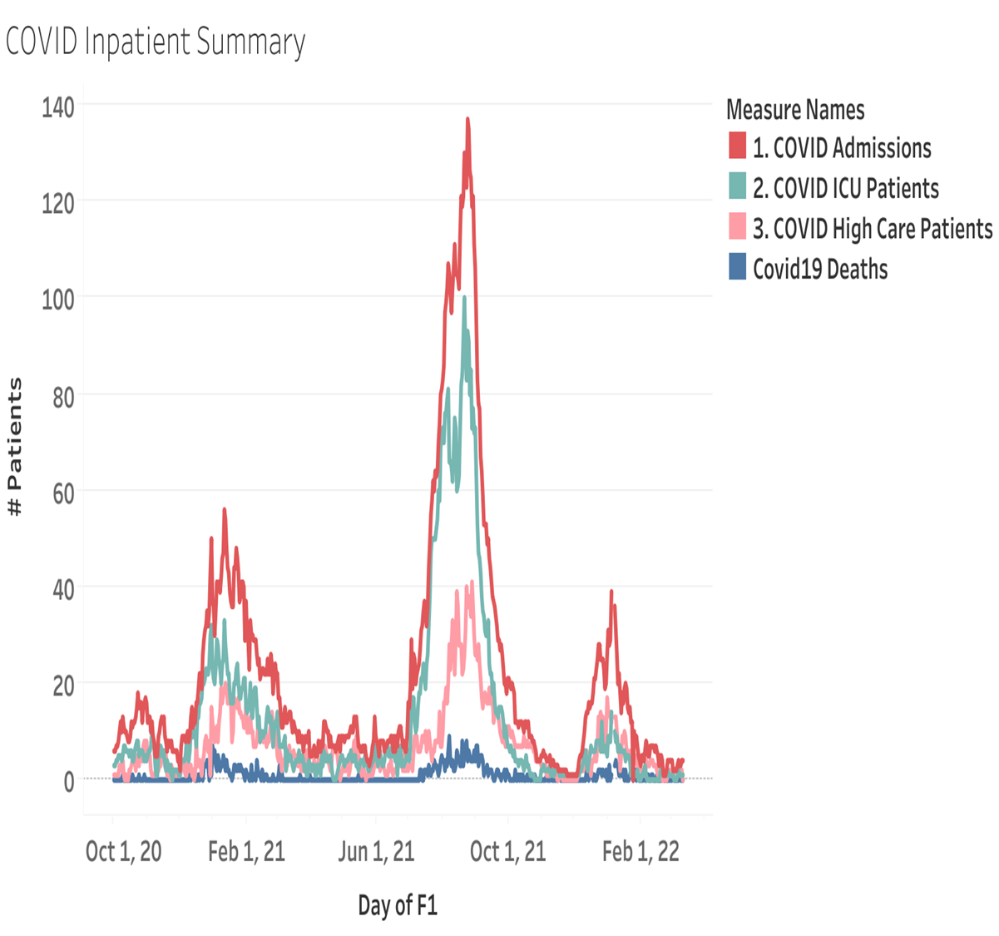 COVID Inpatient Summary
140
120
100
80
60
40
20
0
# Patients
Oct 1, 20
Feb 1, 21
Jun 1, 21
Oct 1, 21
Feb 1, 22
Day of F1
Measure Names
1. COVID Admissions
2. COVID ICU Patients
3. COVID High Care Patients
Covid19 Deaths